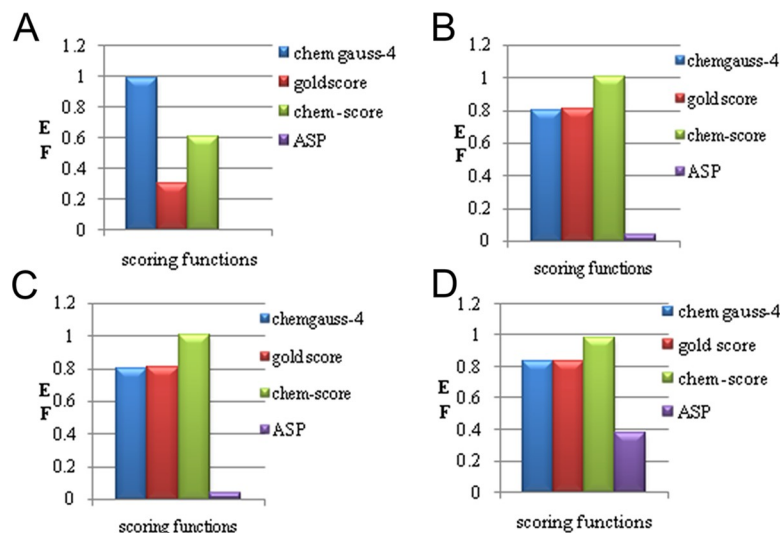 A
1.2
1
0.8
0.6
0.4
0.2
0
E
F
scoring functions
chem gauss-4
goldscore
chem-score
ASP
B
1.2
1
0.8
0.6
0.4
0.2
0
E
F
scoring functions
chemgauss-4
gold score
chem-score
ASP
C
1.2
1
0.8
0.6
0.4
0.2
0
E
F
scoring functions
chemgauss-4
gold score
chem-score
ASP
D
1.2
1
0.8
0.6
0.4
0.2
0
E
F
scoring functions
chem gauss-4
gold score
chem-score
ASP